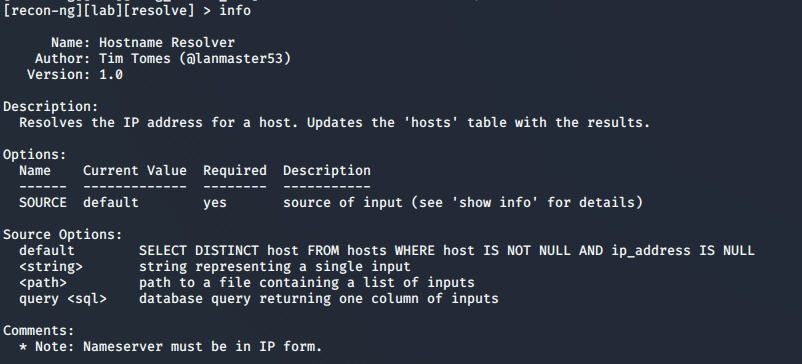 [recon-ng][lab][resolve] > info
Name: Hostname Resolver
Author: Tim Tomes (@lanmaster53)
Version: 1.0
Description:
Resolves the IP address for a host. Updates the 'hosts' table with the results.
Options:
Name Current Value Required Description
------ ------------- -------- -----------
SOURCE default yes source of input (see 'show info' for details)
Source Options:
default SELECT DISTINCT host FROM hosts WHERE host IS NOT NULL AND ip_address IS NULL
<string> string representing a single input
<path> path to a file containing a list of inputs
query <sql> database query returning one column of inputs
Comments:
* Note: Nameserver must be in IP form.